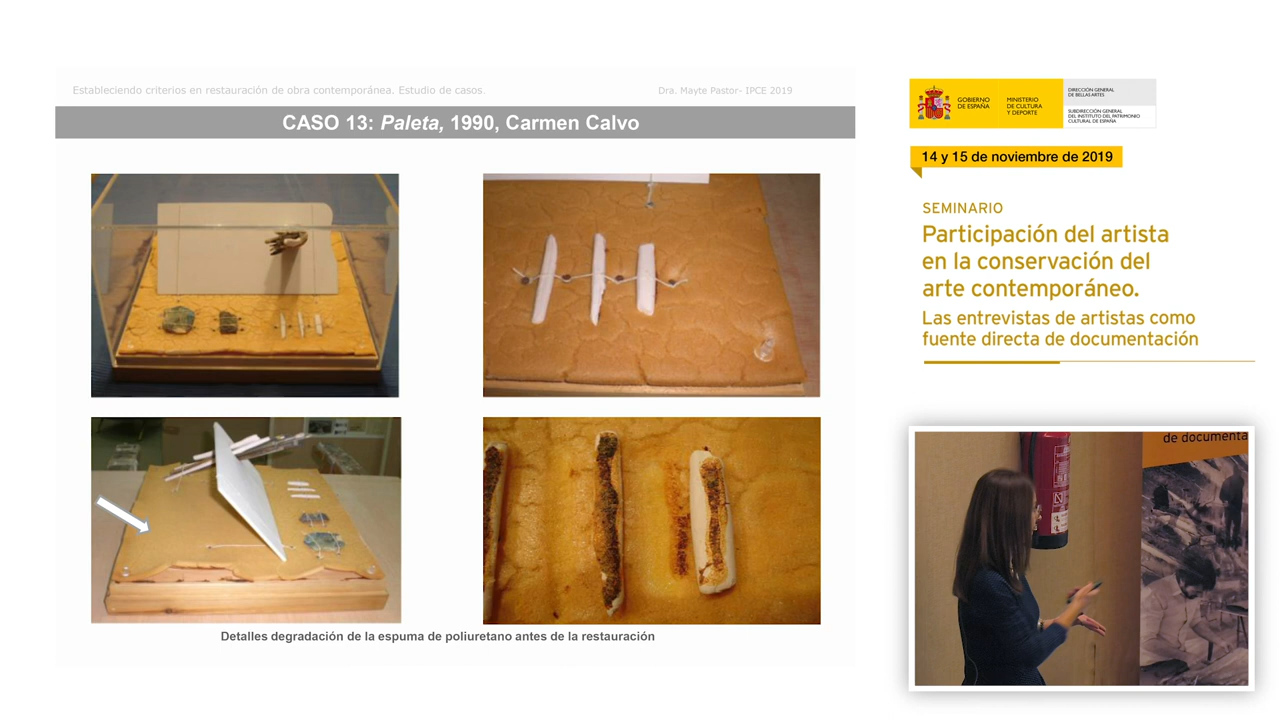 Estableciendo criterios en restauración de obra contemporánea. Estudio de casos.
Dra. Mayte Pastor- IPCE 2019
CASO 13: Paleta, 1990, Carmen Calvo
Detalles degradación de la espuma de poliuretano antes de la restauración
GOBIERNO
DE ESPAÑA
MINISTERIO
DE CULTURA
Y DEPORTE
DIRECCIÓN GENERAL
DE BELLAS ARTES
SUBDIRECCIÓN GENERAL
DEL INSTITUTO DEL PATRIMONIO
CULTURAL DE ESPAÑA
14 y 15 de noviembre de 2019
SEMINARIO
Participación del artista
en la conservación del
arte contemporáneo.
Las entrevistas de artistas como
fuente directa de documentación
de documenta